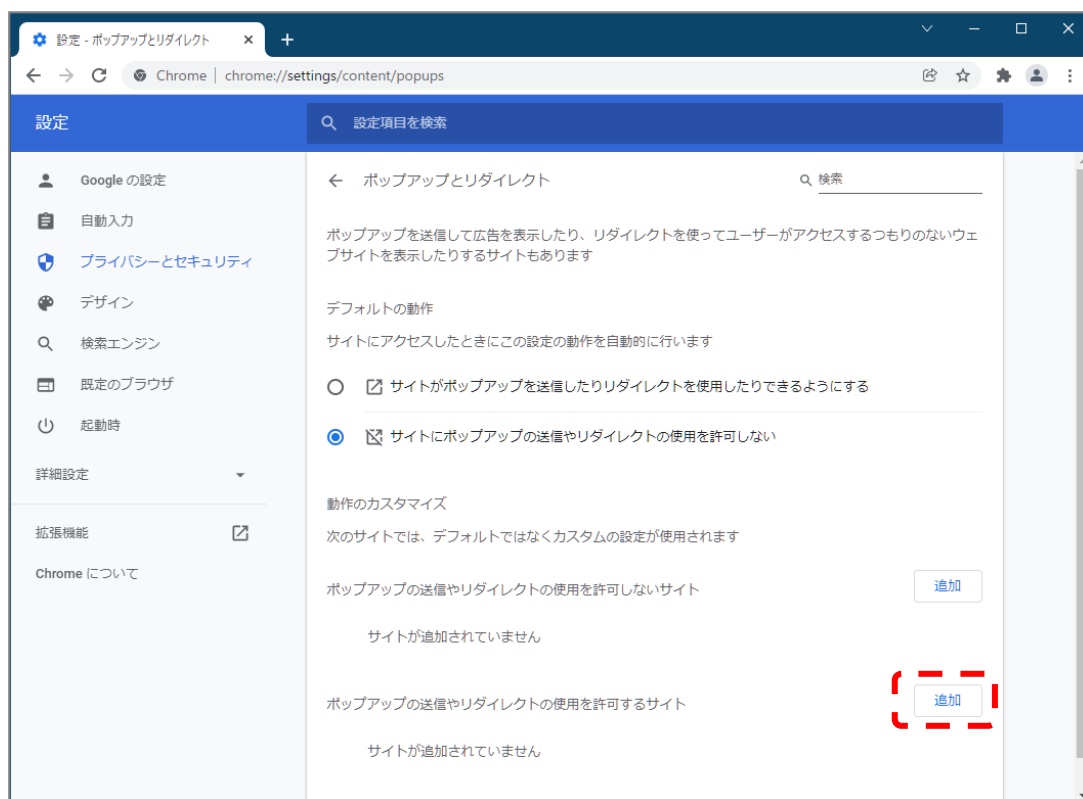 設定 - ポップアップとリダイレクト
Chrome | chrome://settings/content/popups
設定
設定項目を検索
Google の設定
自動入力
プライバシーとセキュリティ
デザイン
検索エンジン
既定のブラウザ
起動時
詳細設定
拡張機能
Chrome について
ポップアップとリダイレクト
検索
ポップアップを送信して広告を表示したり、リダイレクトを使ってユーザーがアクセスするつもりのないウェ
ブサイトを表示したりするサイトもあります
デフォルトの動作
サイトにアクセスしたときにこの設定の動作を自動的に行います
サイトがポップアップを送信したりリダイレクトを使用したりできるようにする
サイトにポップアップの送信やリダイレクトの使用を許可しない
動作のカスタマイズ
次のサイトでは、デフォルトではなくカスタムの設定が使用されます
ポップアップの送信やリダイレクトの使用を許可しないサイト
追加
サイトが追加されていません
ポップアップの送信やリダイレクトの使用を許可するサイト
追加
サイトが追加されていません